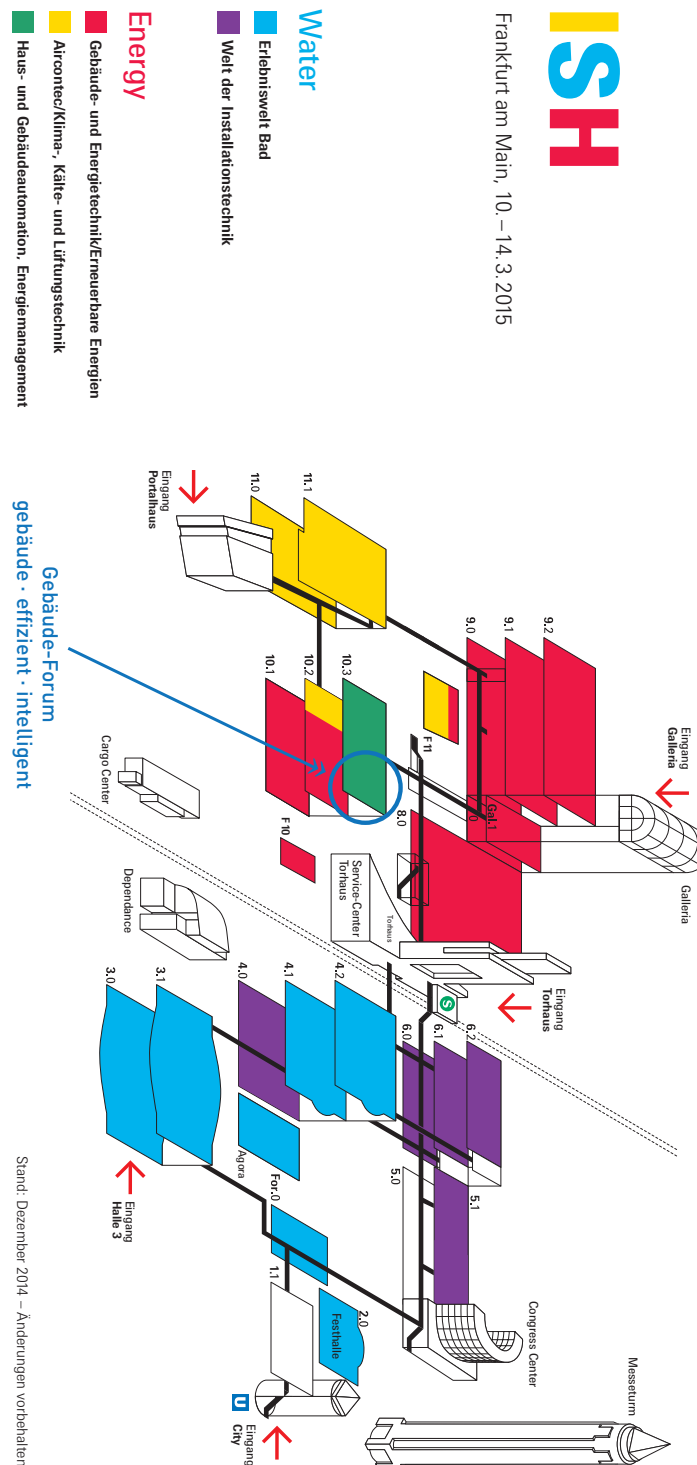 ISH
Frankfurt am Main, 10. – 14. 3. 2015
Water
Erlebniswelt Bad
Welt der Installationstechnik
Energy
Gebäude- und Energietechnik/Erneuerbare Energien
Aircontec/Klima-, Kälte- und Lüftungstechnik
Haus- und Gebäudeautomation, Energiemanagement
Gebäude-Forum
gebäude · effizient · intelligent
Eingang
Portalhaus
11.0
11.1
10.1
10.2
10.3
9.0
9.1
9.2
Eingang
Galleria
Galleria
Gal.1
0
F11
F10
8.0
Cargo Center
Dependance
Service-Center
Torhaus
Torhaus
S
Eingang
Torhaus
3.0
3.1
4.0
4.1
4.2
6.0
6.1
6.2
5.0
5.1
Agora
For.0
1.1
2.0
Festhalle
Congress Center
Messeturm
Eingang
Halle 3
U
Eingang
City
Stand: Dezember 2014 – Änderungen vorbehalten